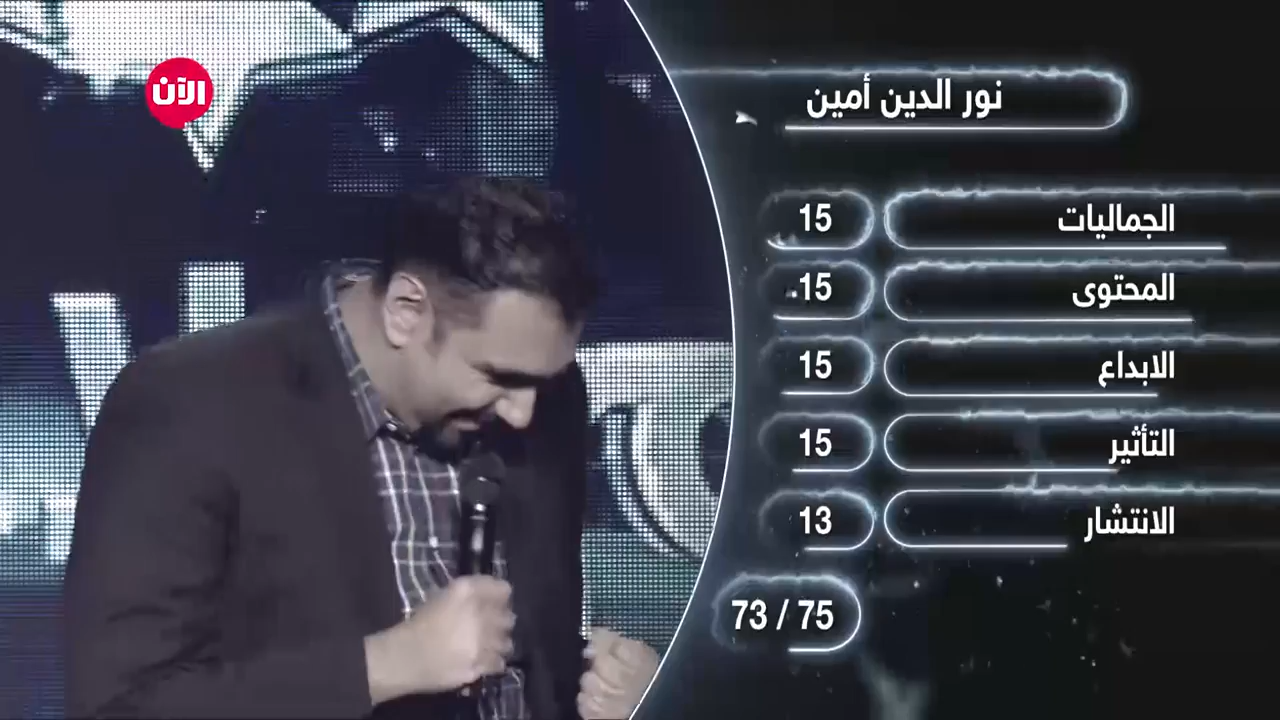 الآن
نور الدين أمين
الجماليات 15
المحتوى 15
الابداع 15
التأثير 15
الانتشار 13
73 / 75